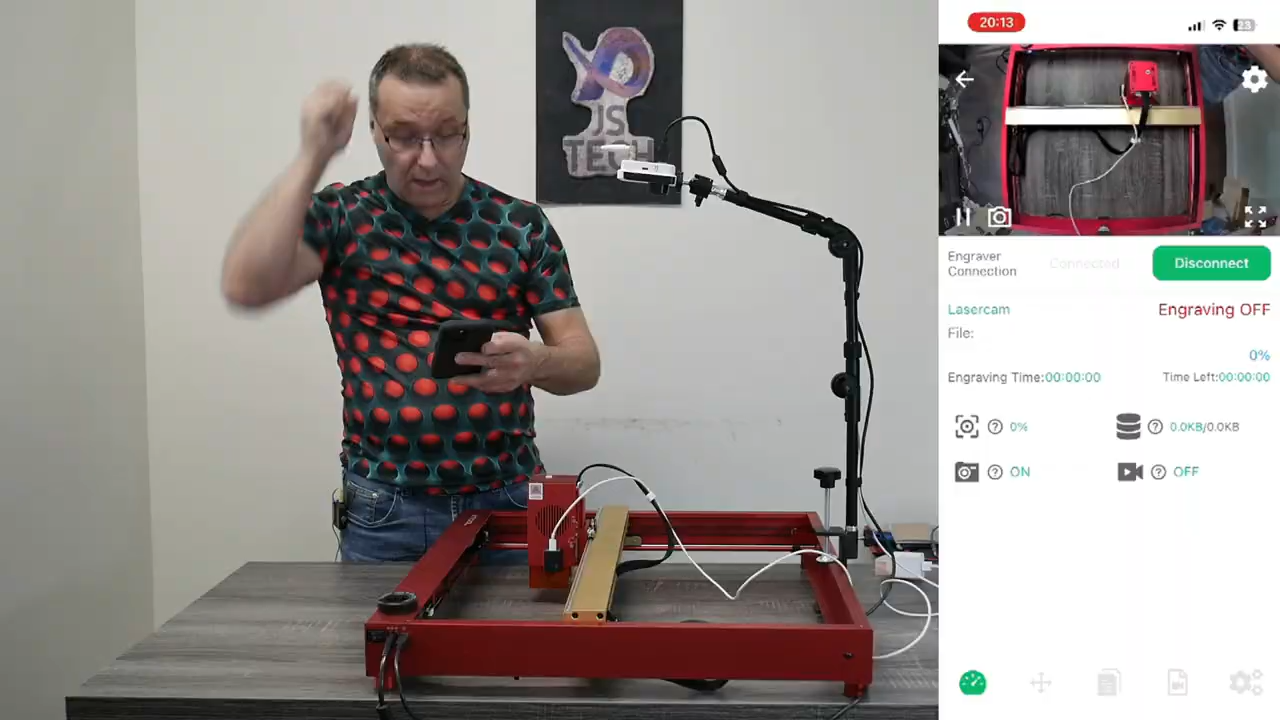 JS
TECH
20:13
23
Engraver
Connection
Connected
Disconnect
Lasercam
Engraving OFF
File:
0%
Engraving Time:00:00:00
Time Left:00:00:00
0%
0.0KB/0.0KB
ON
OFF